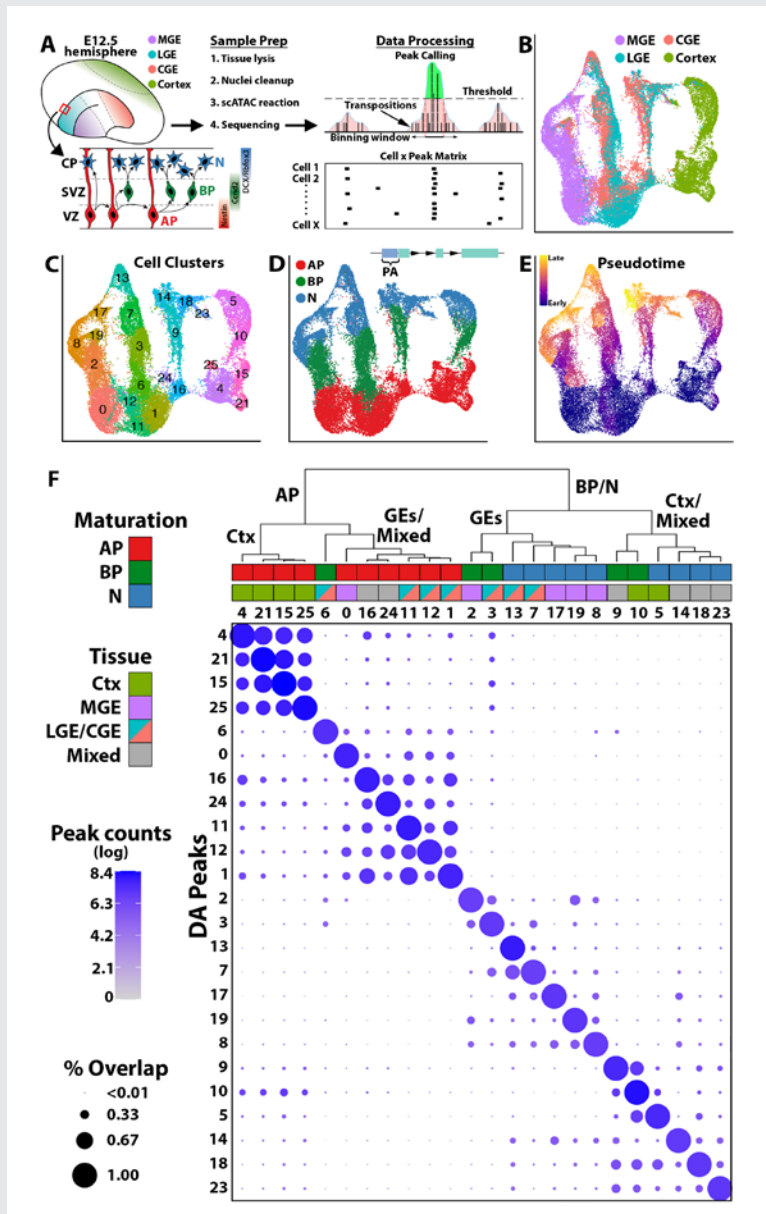 A
E12.5
hemisphere
MGE
LGE
CGE
Cortex
CP
SVZ
VZ
N
BP
AP
Nestin
Ccnd2
DCX/Rbfox3
Sample Prep
1. Tissue lysis
2. Nuclei cleanup
3. scATAC reaction
4. Sequencing
Data Processing
Peak Calling
Threshold
Transpositions
Binning window
Cell x Peak Matrix
Cell 1
Cell 2
Cell X
B
MGE CGE
LGE Cortex
C
Cell Clusters
13
14
18
5
17
7
23
19
9
10
8
3
2
25
15
24
6
16
4
12
0
1
21
11
D
AP
BP
N
PA
E
Late
Early
Pseudotime
F
AP
BP/N
Ctx
GEs/
Mixed
GEs
Ctx/
Mixed
Maturation
AP
BP
N
4 21 15 25 6 0 16 24 11 12 1 2 3 13 7 17 19 8 9 10 5 14 18 23
Tissue
Ctx
MGE
LGE/CGE
Mixed
Peak counts
(log)
8.4
6.3
4.2
2.1
0
% Overlap
<0.01
0.33
0.67
1.00
DA Peaks
4
21
15
25
6
0
16
24
11
12
1
2
3
13
7
17
19
8
9
10
5
14
18
23